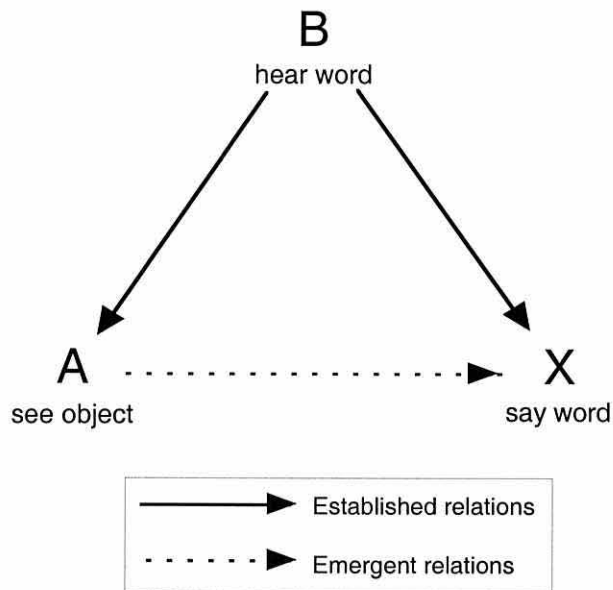 B
hear word
A
see object
X
say word
Established relations
Emergent relations